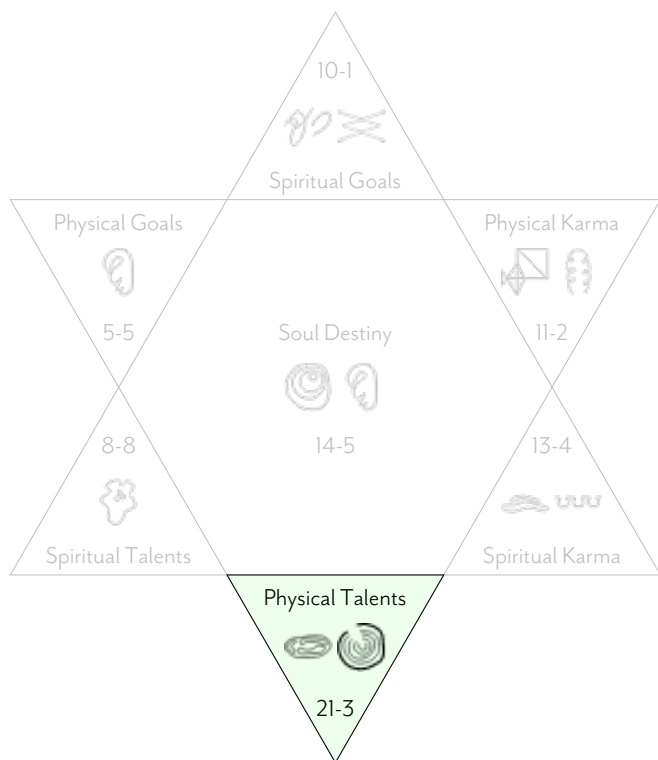 10-1
Spiritual Goals
Physical Goals
5-5
Physical Karma
11-2
Soul Destiny
14-5
8-8
Spiritual Talents
13-4
Spiritual Karma
Physical Talents
21-3